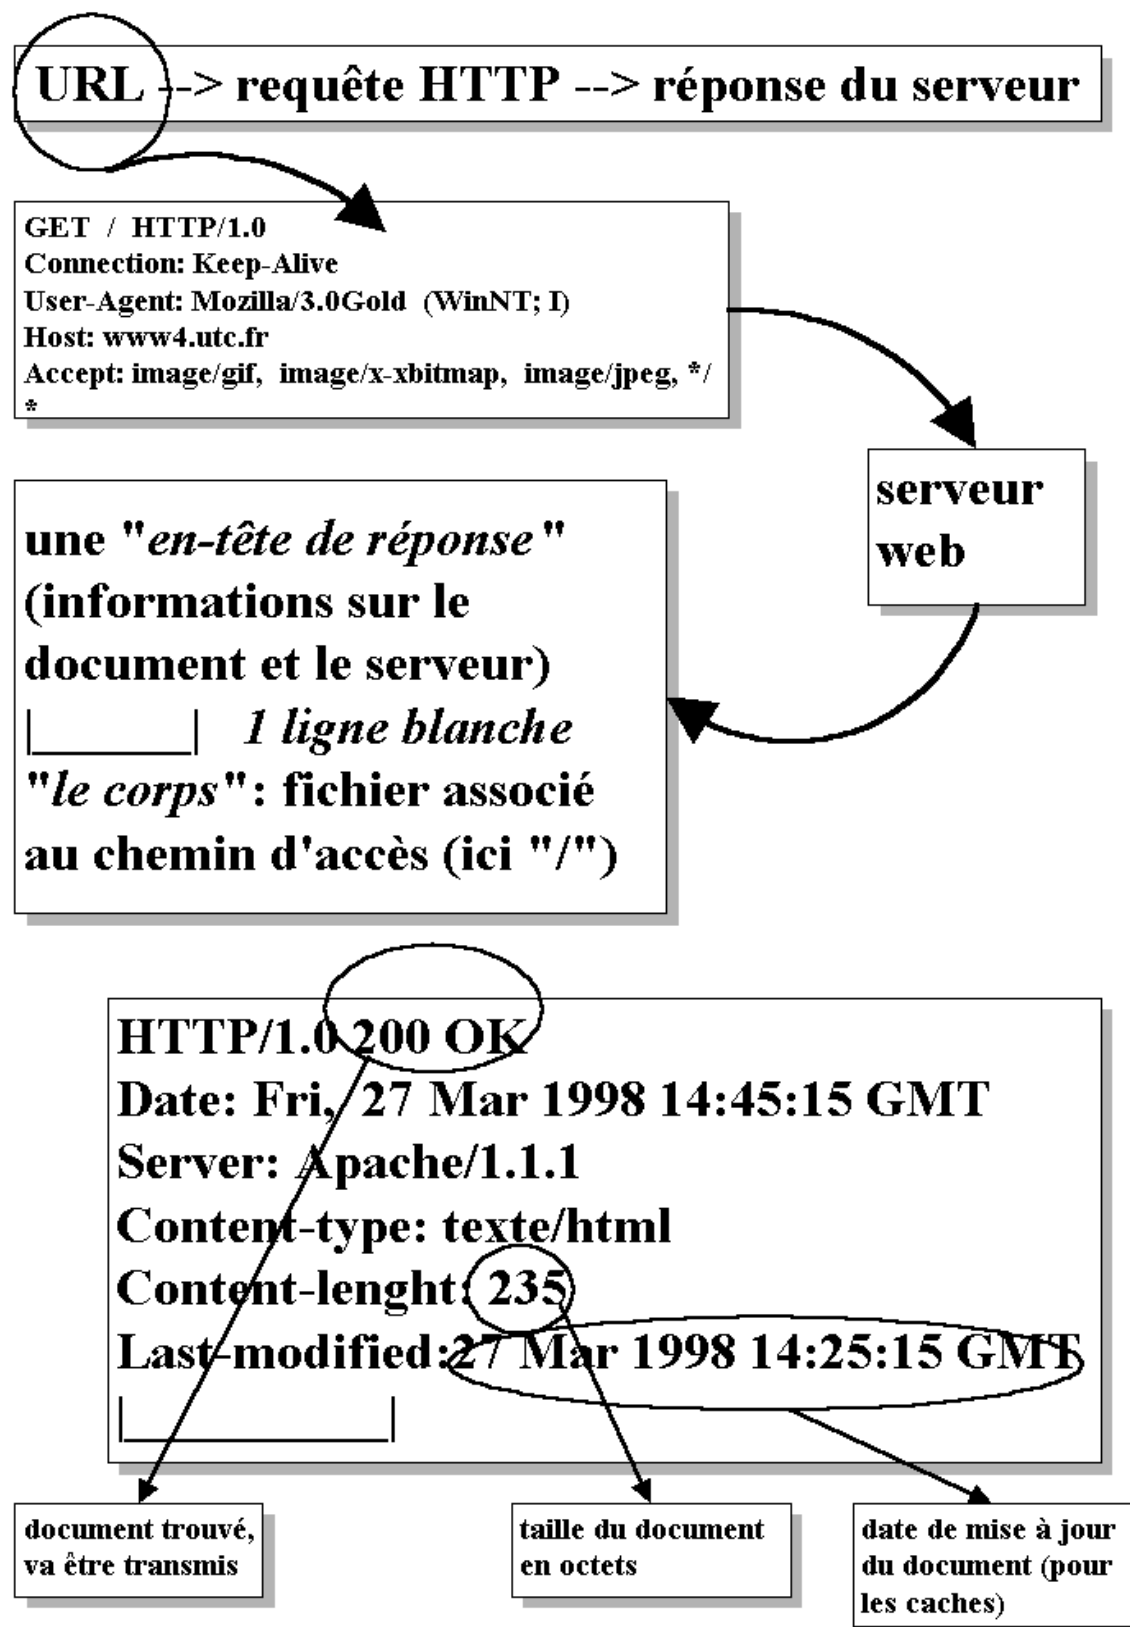 URL --> requête HTTP --> réponse du serveur
GET / HTTP/1.0
Connection: Keep-Alive
User-Agent: Mozilla/3.0Gold (WinNT; I)
Host: www4.utc.fr
Accept: image/gif, image/x-xbitmap, image/jpeg, */
*
serveur
web
une "en-tête de réponse"
(informations sur le
document et le serveur)
1 ligne blanche
"le corps": fichier associé
au chemin d'accès (ici "/")
HTTP/1.0 200 OK
Date: Fri, 27 Mar 1998 14:45:15 GMT
Server: Apache/1.1.1
Content-type: texte/html
Content-lenght: 235
Last-modified:27 Mar 1998 14:25:15 GMT
document trouvé,
va être transmis
taille du document
en octets
date de mise à jour
du document (pour
les caches)